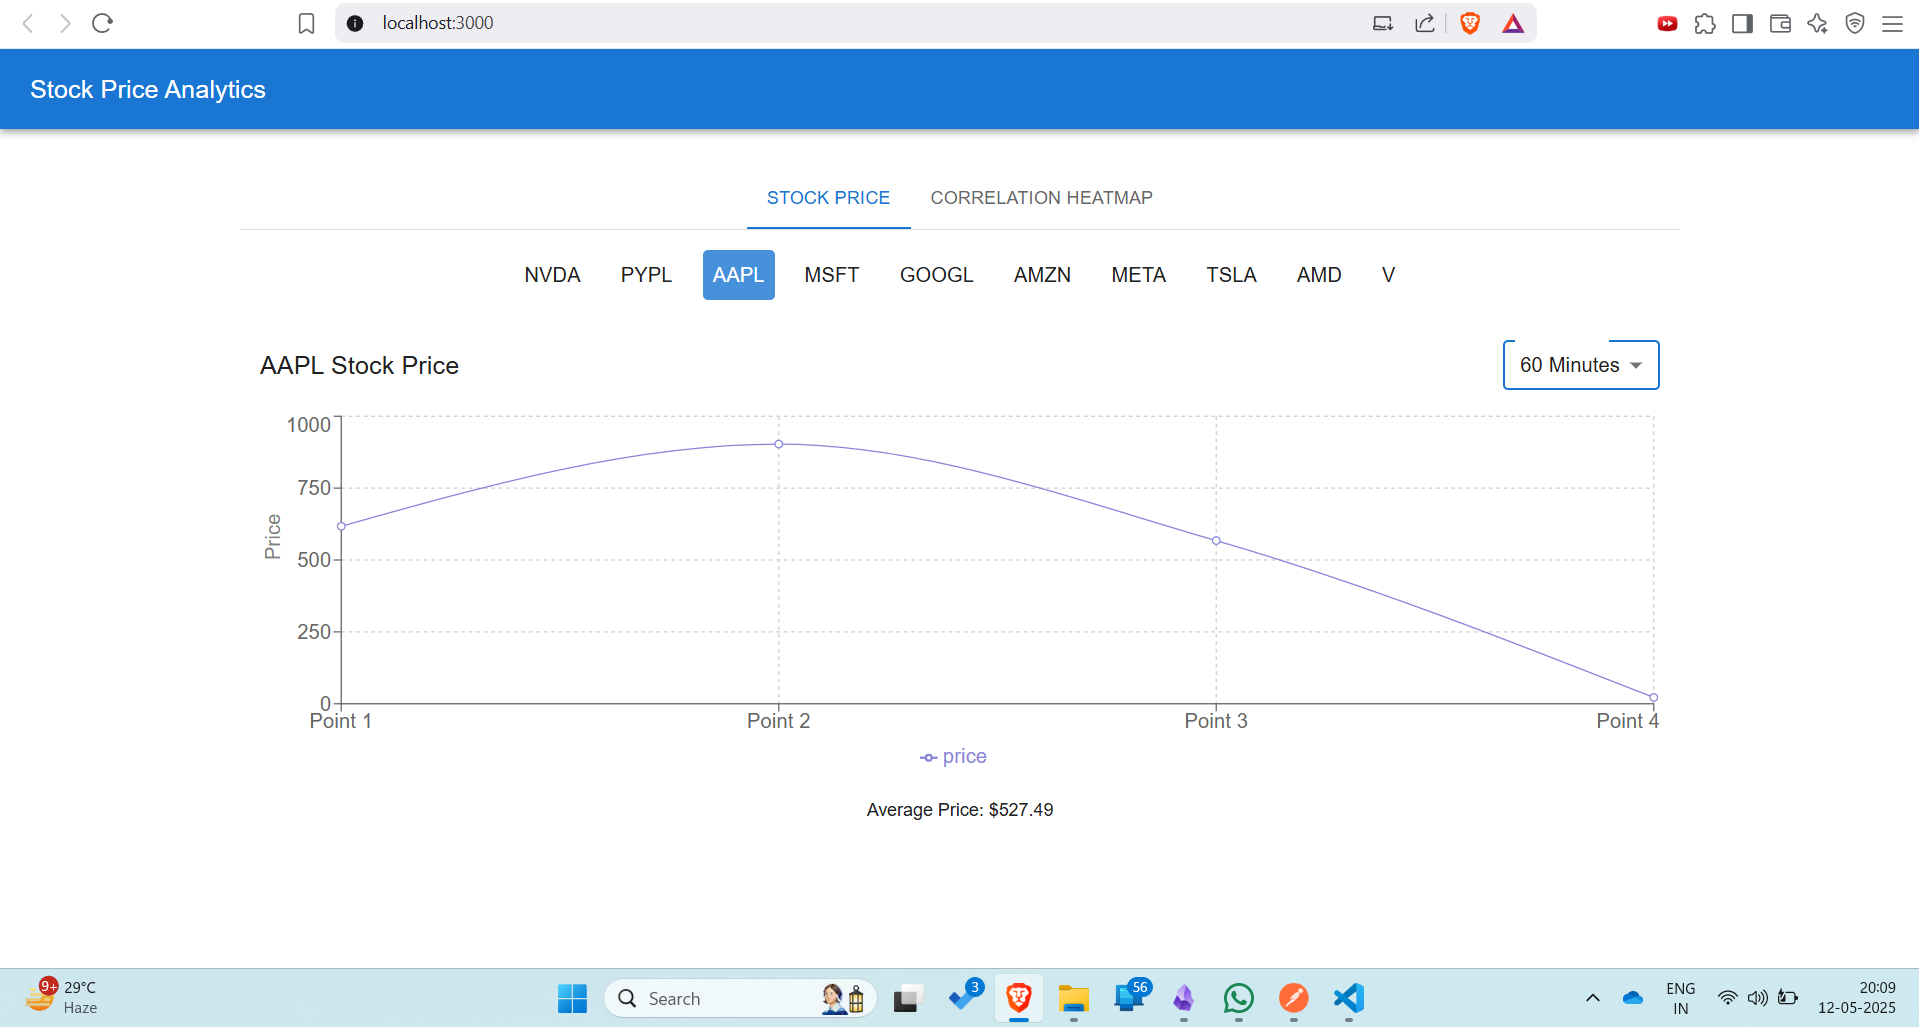 localhost:3000
Stock Price Analytics
STOCK PRICE CORRELATION HEATMAP
NVDA PYPL AAPL MSFT GOOGL AMZN META TSLA AMD V
AAPL Stock Price
60 Minutes
1000
750
500
250
0
Price
Point 1 Point 2 Point 3 Point 4
price
Average Price: $527.49
9+
29°C
Haze
Search
3
56
ENG
IN
20:09
12-05-2025